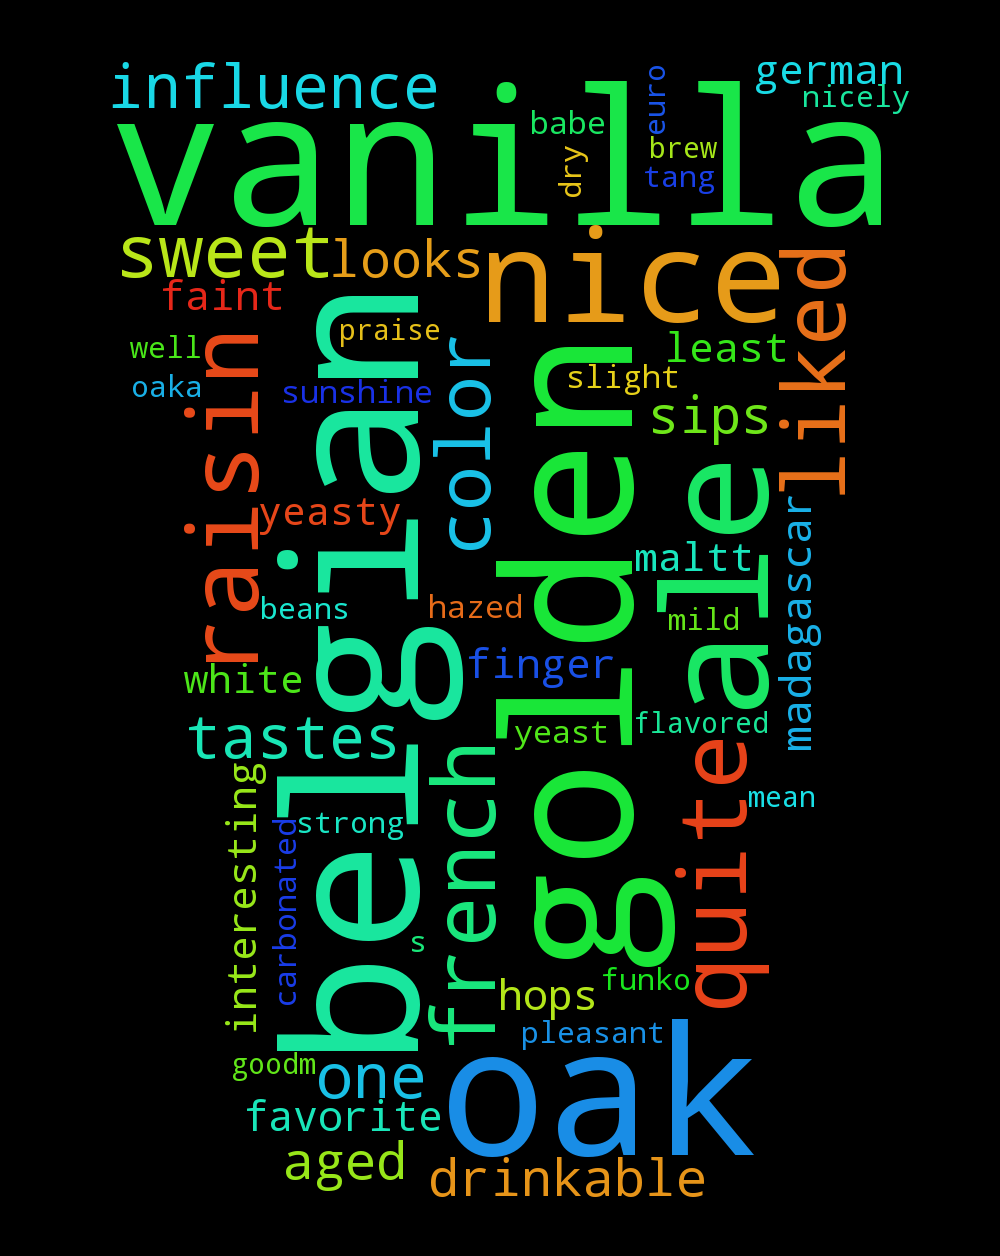 influence
german
nicely
euro
babe
vanilla
brew
dry
tang
sweet
looks
nice
liked
faint
praise
well
raisin
belgian
color
golden
least
oaka
sunshine
slight
sips
yeasty
ale
madagascar
maltt
beans
hazed
mild
white
finger
tastes
yeast
flavored
french
quite
interesting
carbonated
strong
mean
s
hops
funko
pleasant
goodm
one
oak
favorite
aged
drinkable